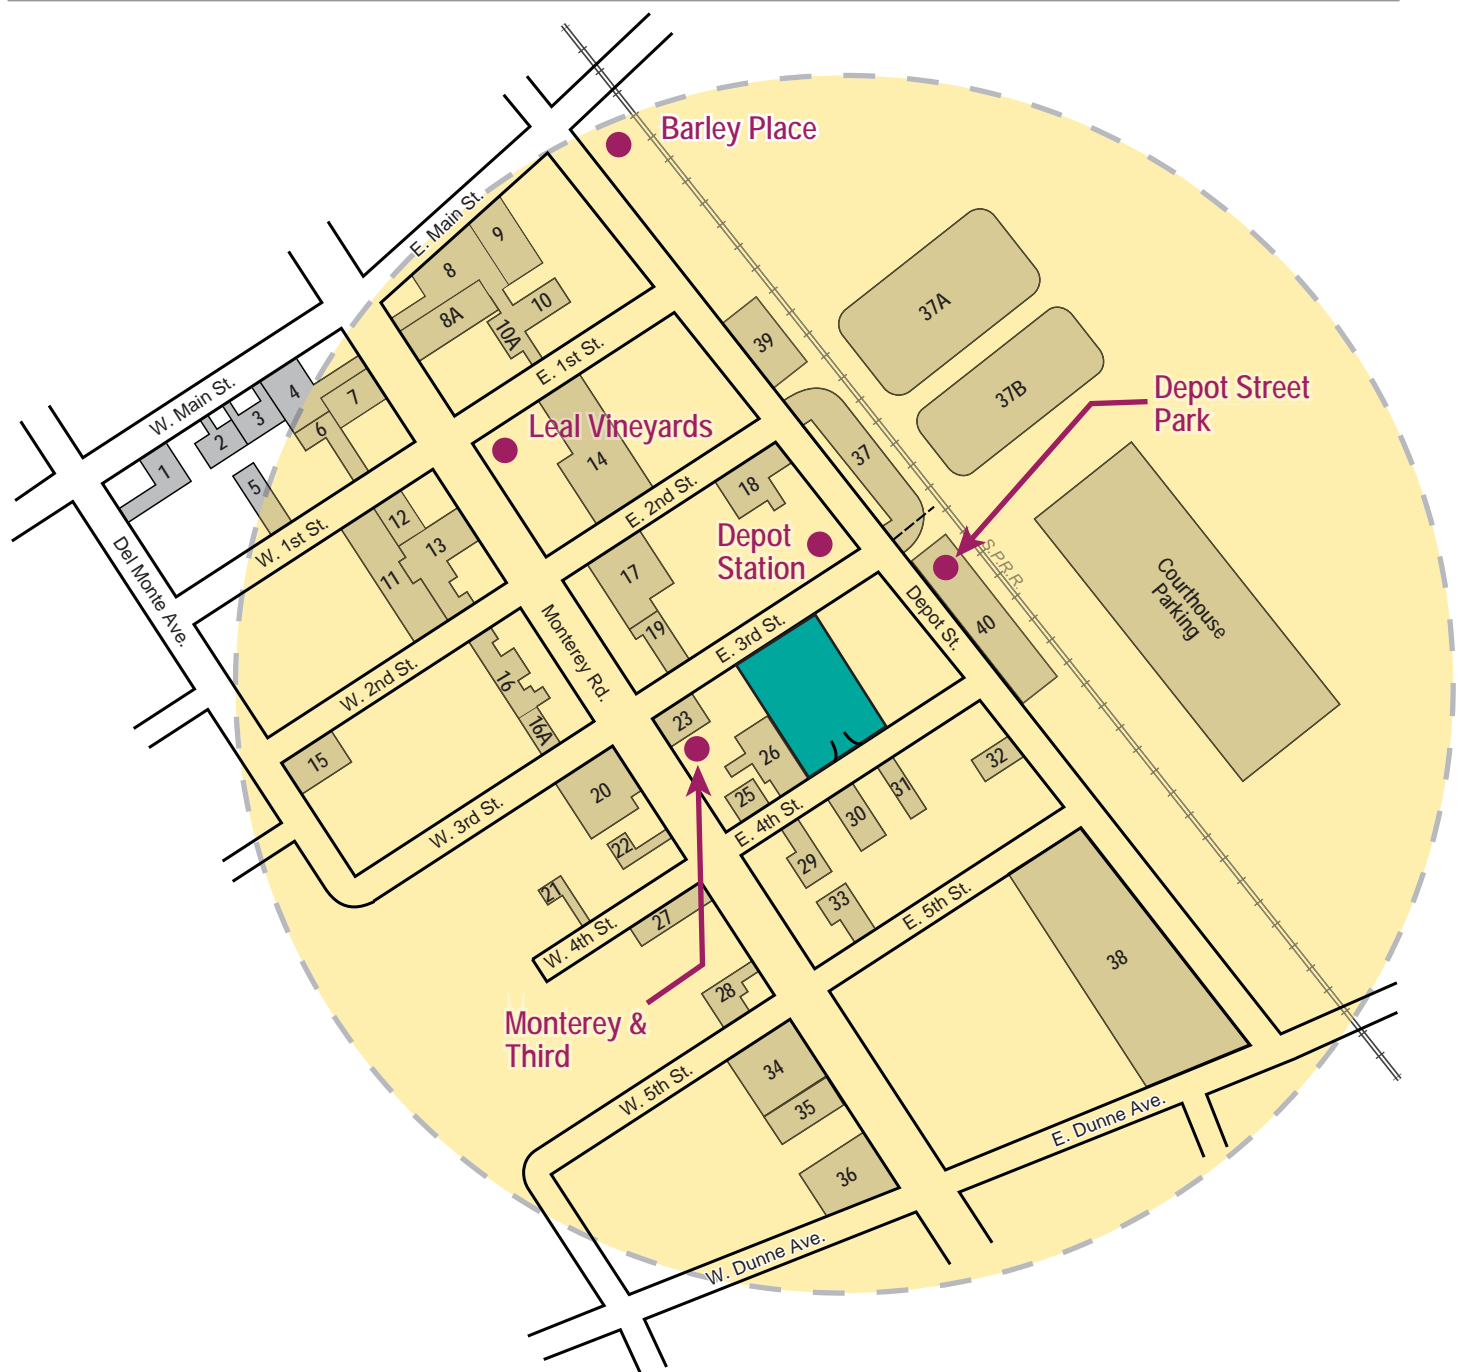 Barley Place
E. Main St.
9
8
8A
10
10A
37A
39
E. 1st St.
37B
Depot Street
Park
W. Main St.
4
7
3
2
6
1
5
Leal Vineyards
14
37
18
E. 2nd St.
12
W. 1st St.
13
11
Del Monte Ave.
Depot
Station
S.P.R.R.
Courthouse
Parking
17
19
Monterey Rd.
E. 3rd St.
Depot St.
40
W. 2nd St.
16
16A
23
15
26
32
25
31
E. 4th St.
30
20
W. 3rd St.
22
29
21
33
27
E. 5th St.
W. 4th St.
38
28
Monterey &
Third
34
W. 5th St.
35
E. Dunne Ave.
36
W. Dunne Ave.